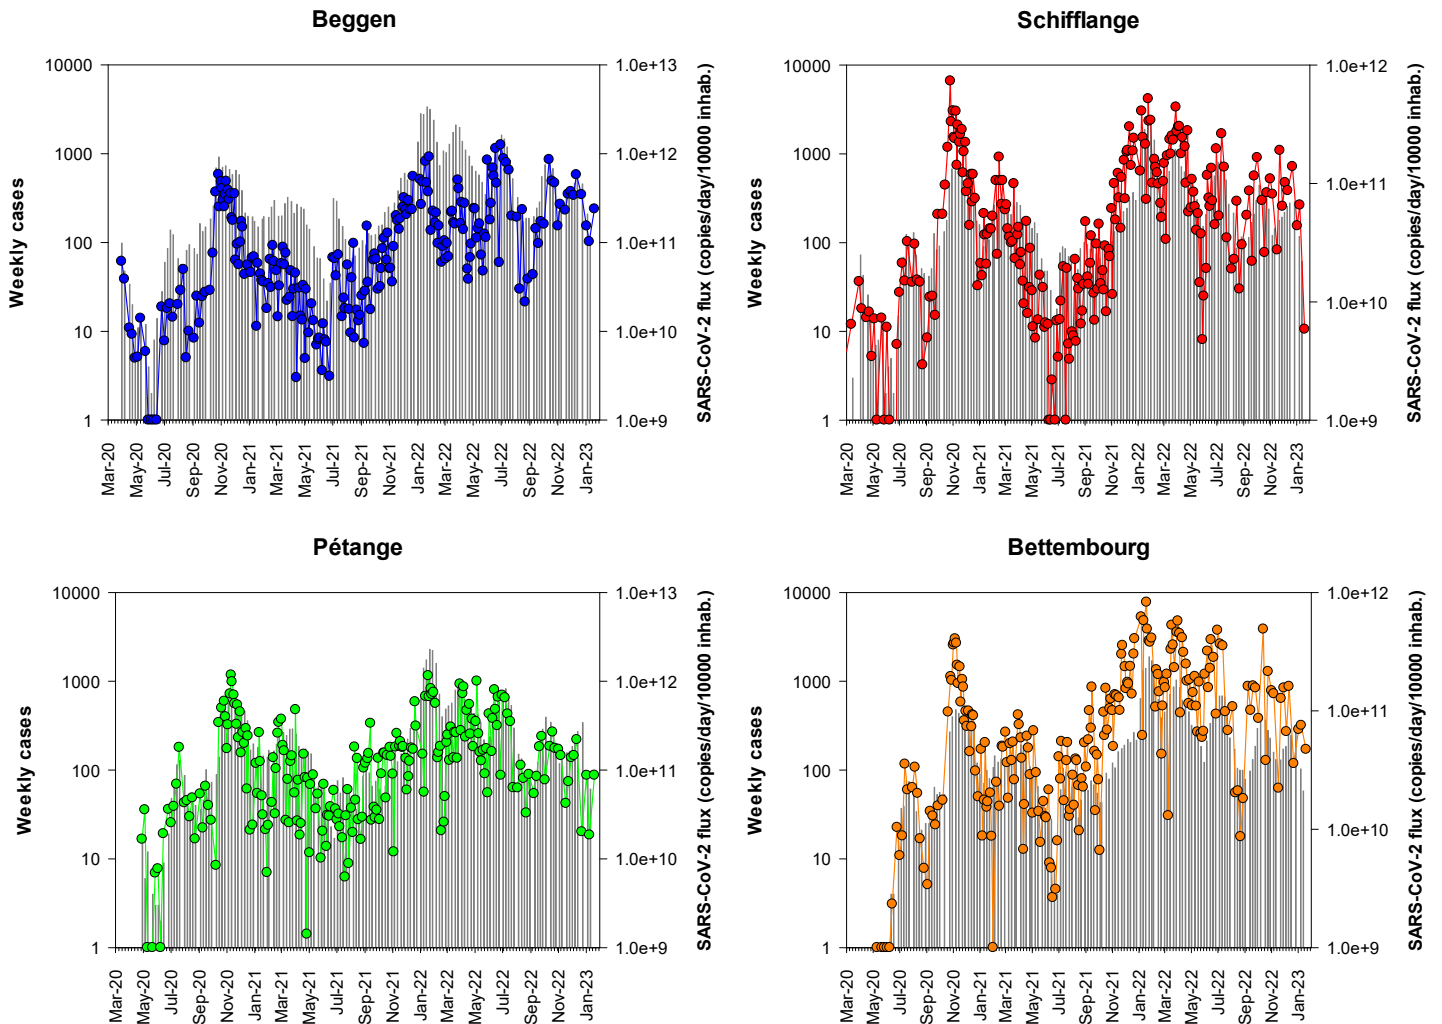 Beggen
Weekly cases
10000
1000
100
10
1
1.0e+13
1.0e+12
1.0e+11
1.0e+10
1.0e+9
SARS-CoV-2 flux (copies/day/10000 inhab.)
Mar-20
May-20
Jul-20
Sep-20
Nov-20
Jan-21
Mar-21
May-21
Jul-21
Sep-21
Nov-21
Jan-22
Mar-22
May-22
Jul-22
Sep-22
Nov-22
Jan-23
Schifflange
Weekly cases
10000
1000
100
10
1
1.0e+12
1.0e+11
1.0e+10
1.0e+9
SARS-CoV-2 flux (copies/day/10000 inhab.)
Mar-20
May-20
Jul-20
Sep-20
Nov-20
Jan-21
Mar-21
May-21
Jul-21
Sep-21
Nov-21
Jan-22
Mar-22
May-22
Jul-22
Sep-22
Nov-22
Jan-23
Pétange
Weekly cases
10000
1000
100
10
1
1.0e+13
1.0e+12
1.0e+11
1.0e+10
1.0e+9
SARS-CoV-2 flux (copies/day/10000 inhab.)
Mar-20
May-20
Jul-20
Sep-20
Nov-20
Jan-21
Mar-21
May-21
Jul-21
Sep-21
Nov-21
Jan-22
Mar-22
May-22
Jul-22
Sep-22
Nov-22
Jan-23
Bettembourg
Weekly cases
10000
1000
100
10
1
1.0e+12
1.0e+11
1.0e+10
1.0e+9
SARS-CoV-2 flux (copies/day/10000 inhab.)
Mar-20
May-20
Jul-20
Sep-20
Nov-20
Jan-21
Mar-21
May-21
Jul-21
Sep-21
Nov-21
Jan-22
Mar-22
May-22
Jul-22
Sep-22
Nov-22
Jan-23